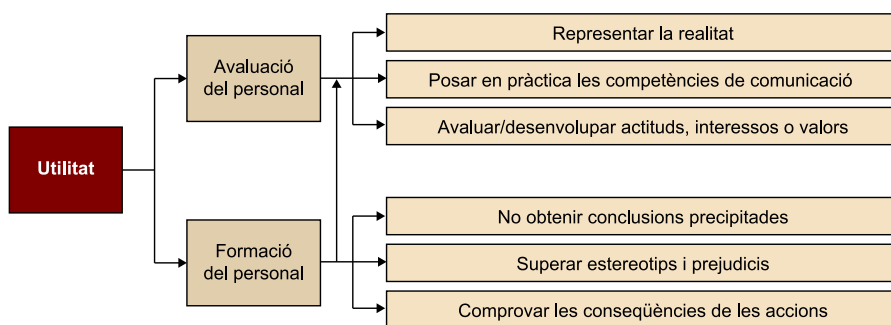 Utilitat
Avaluació
del personal
Representar la realitat
Posar en pràctica les competències de comunicació
Avaluar/desenvolupar actituds, interessos o valors
Formació
del personal
No obtenir conclusions precipitades
Superar estereotips i prejudicis
Comprovar les conseqüències de les accions